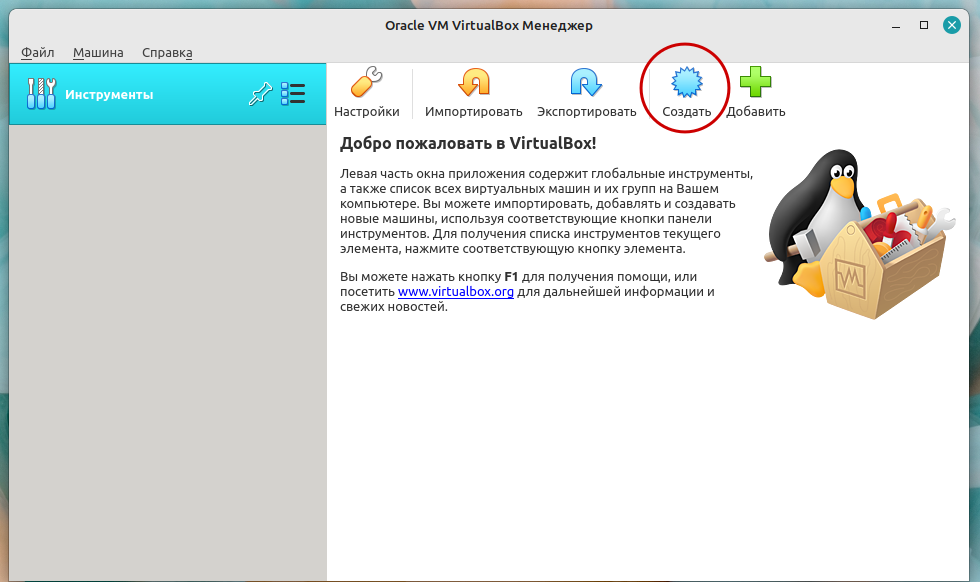 Oracle VM VirtualBox Менеджер
Файл Машина Справка
Инструменты
Настройки Импортировать Экспортировать Создать Добавить
Добро пожаловать в VirtualBox!
Левая часть окна приложения содержит глобальные инструменты,
а также список всех виртуальных машин и их групп на Вашем
компьютере. Вы можете импортировать, добавлять и создавать
новые машины, используя соответствующие кнопки панели
инструментов. Для получения списка инструментов текущего
элемента, нажмите соответствующую кнопку элемента.
Вы можете нажать кнопку F1 для получения помощи, или
посетить www.virtualbox.org для дальнейшей информации и
свежих новостей.